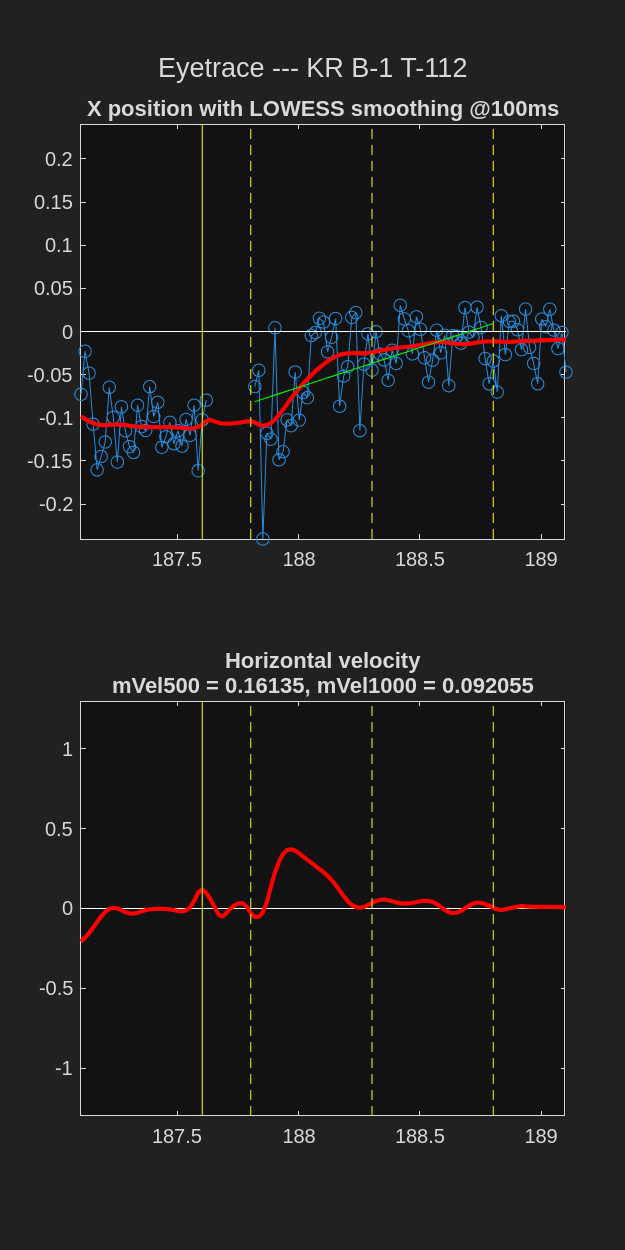 Eyetrace --- KR B-1 T-112
X position with LOWESS smoothing @100ms
0.2
0.15
0.1
0.05
0
-0.05
-0.1
-0.15
-0.2
187.5 188 188.5 189
Horizontal velocity
mVel500 = 0.16135, mVel1000 = 0.092055
1
0.5
0
-0.5
-1
187.5 188 188.5 189